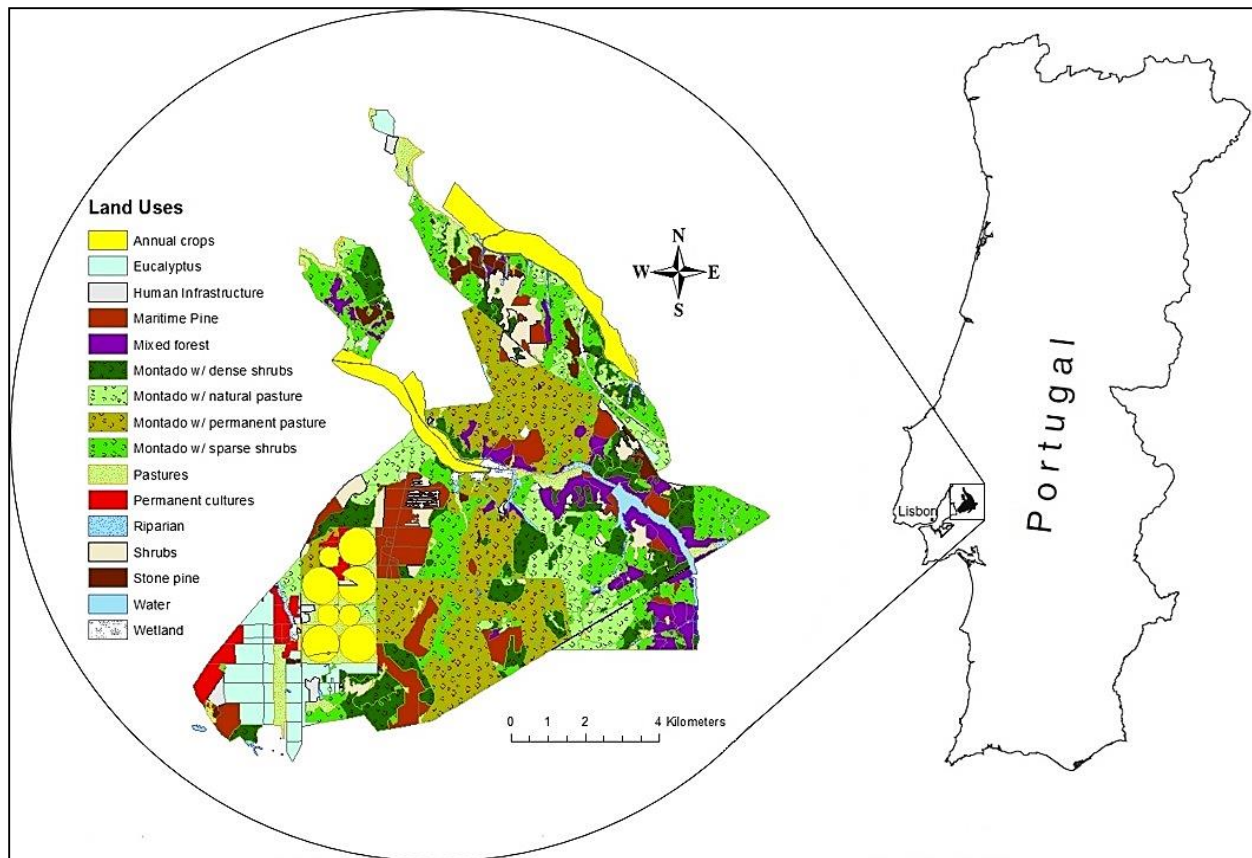 Land Uses
Annual crops
Eucalyptus
Human Infrastructure
Maritime Pine
Mixed forest
Montado w/ dense shrubs
Montado w/ natural pasture
Montado w/ permanent pasture
Montado w/ sparse shrubs
Pastures
Permanent cultures
Riparian
Shrubs
Stone pine
Water
Wetland
N
W E
S
0 1 2 4 Kilometers
Lisbon
Portugal